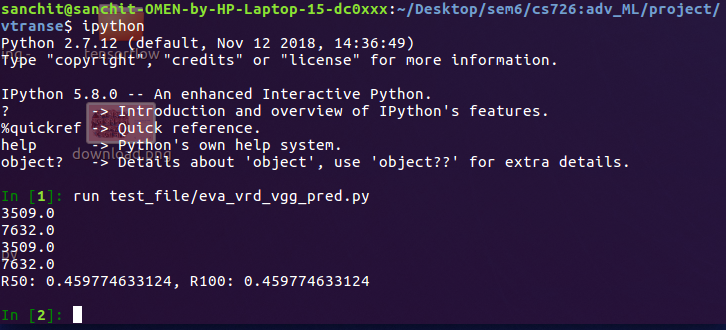 sanchit@sanchit-OMEN-by-HP-Laptop-15-dc0xxx:~/Desktop/sem6/cs726:adv_ML/project/
vtranse$ ipython
Python 2.7.12 (default, Nov 12 2018, 14:36:49)
tensorflow
Type "copyright", "credits" or "license" for more information.
IPython 5.8.0 -- An enhanced Interactive Python.
? -> Introduction and overview of IPython's features.
%quickref -> Quick reference.
help -> Python's own help system.
download.png
object? -> Details about 'object', use 'object??' for extra details.
In [1]: run test_file/eva_vrd_vgg_pred.py
3509.0
7632.0
3509.0
py
7632.0
R50: 0.459774633124, R100: 0.459774633124
In [2]: